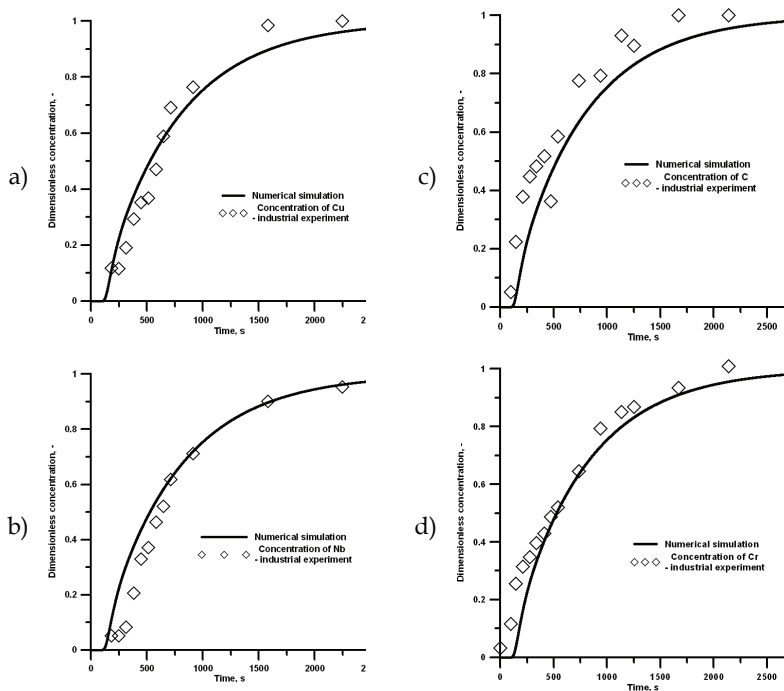 a)
Dimensionless concentration, -
1
0.8
0.6
0.4
0.2
0
Numerical simulation
Concentration of Cu
- industrial experiment
0 500 1000 1500 2000 2
Time, s
c)
Dimensionless concentration, -
1
0.8
0.6
0.4
0.2
0
Numerical simulation
Concentration of C
- industrial experiment
0 500 1000 1500 2000 2500
Time, s
b)
Dimensionless concentration, -
1
0.8
0.6
0.4
0.2
0
Numerical simulation
Concentration of Nb
- industrial experiment
0 500 1000 1500 2000 2
Time, s
d)
Dimensionless concentration, -
1
0.8
0.6
0.4
0.2
0
Numerical simulation
Concentration of Cr
- industrial experiment
0 500 1000 1500 2000 2500
Time, s